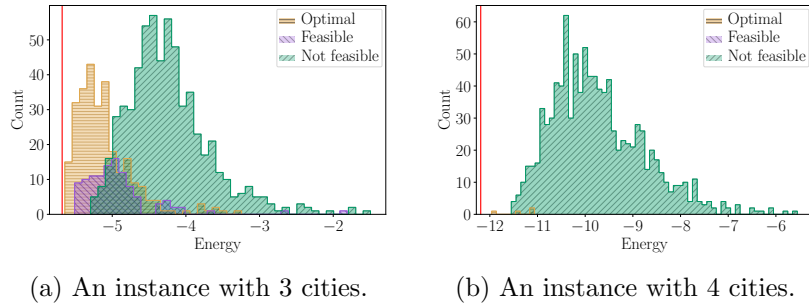 Optimal
Feasible
Not feasible
Count
50
40
30
20
10
0
−5
−4
−3
−2
Energy
(a) An instance with 3 cities.
Optimal
Feasible
Not feasible
Count
60
50
40
30
20
10
0
−12
−11
−10
−9
−8
−7
−6
Energy
(b) An instance with 4 cities.